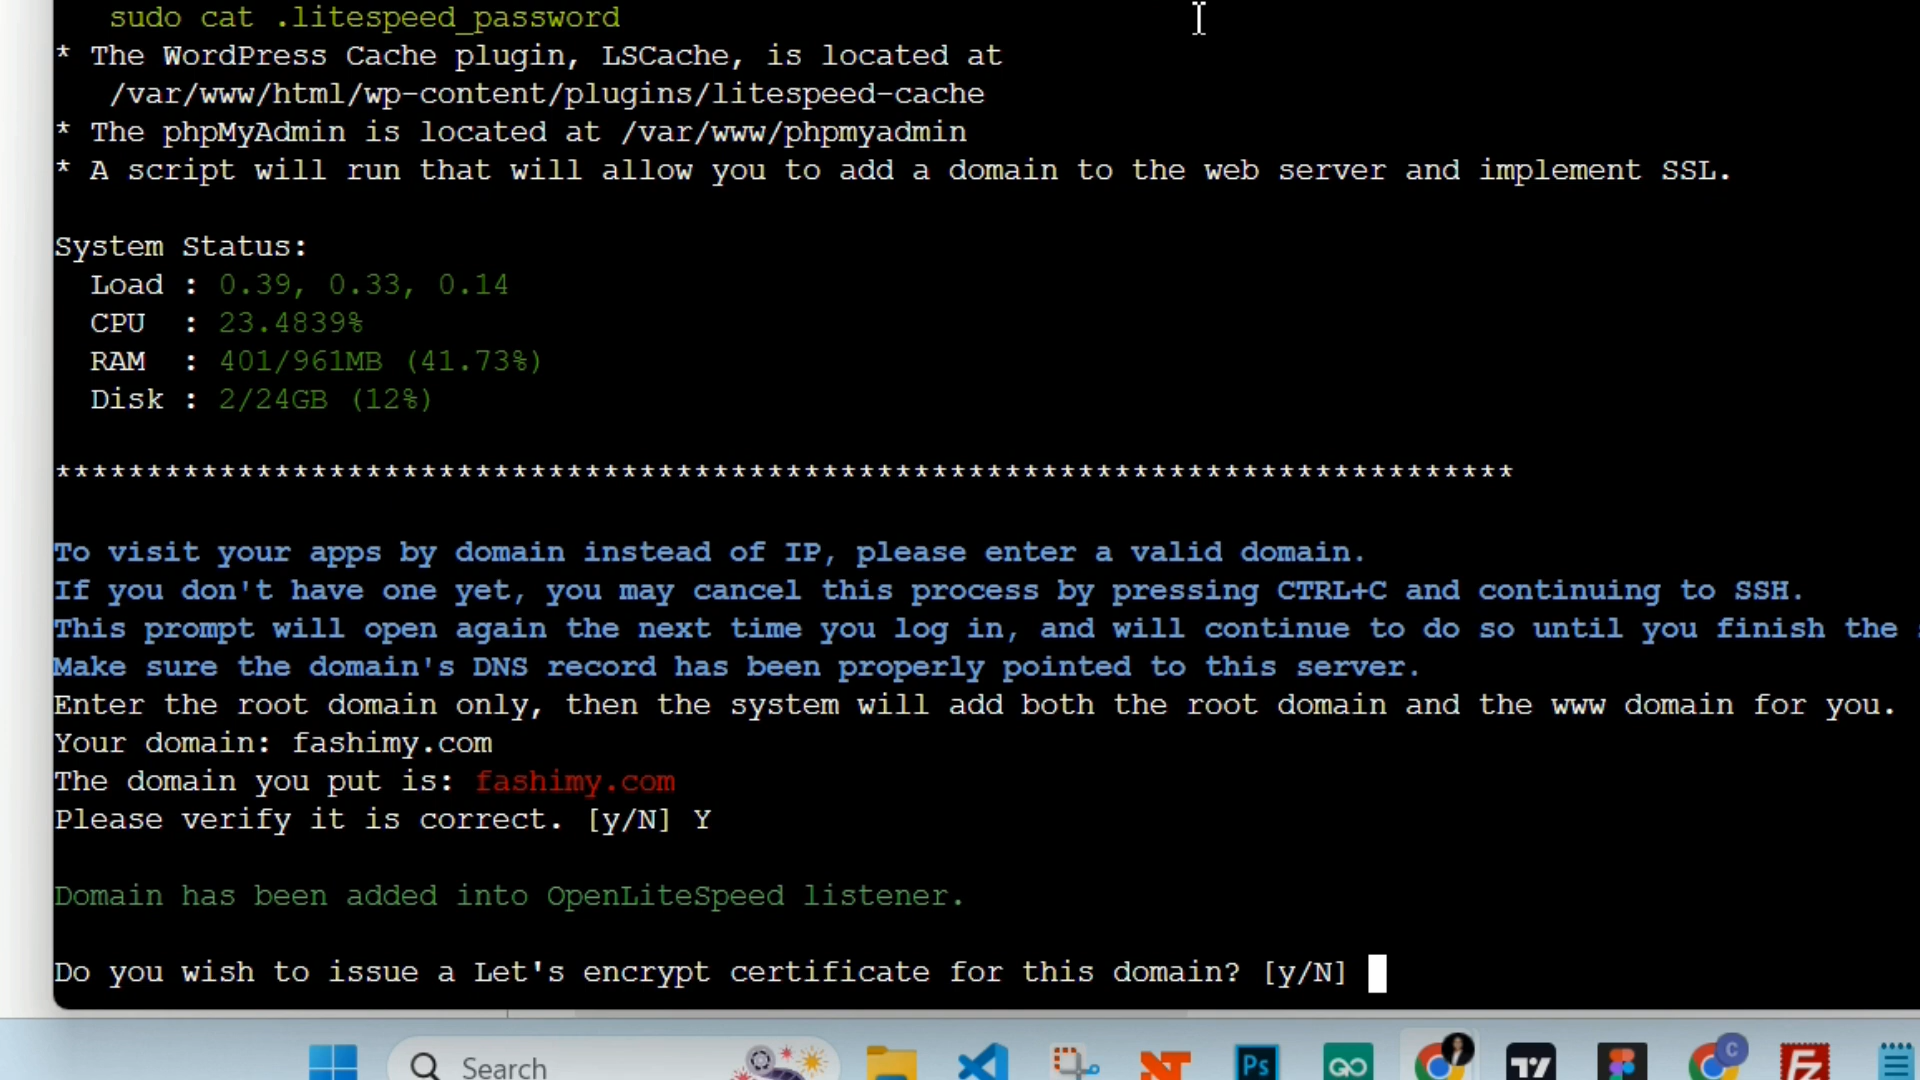 sudo cat .litespeed_password
* The WordPress Cache plugin, LSCache, is located at
/var/www/html/wp-content/plugins/litespeed-cache
* The phpMyAdmin is located at /var/www/phpmyadmin
* A script will run that will allow you to add a domain to the web server and implement SSL.
System Status:
Load : 0.39, 0.33, 0.14
CPU : 23.4839%
RAM : 401/961MB (41.73%)
Disk : 2/24GB (12%)
********************************************************************************
To visit your apps by domain instead of IP, please enter a valid domain.
If you don't have one yet, you may cancel this process by pressing CTRL+C and continuing to SSH.
This prompt will open again the next time you log in, and will continue to do so until you finish the
Make sure the domain's DNS record has been properly pointed to this server.
Enter the root domain only, then the system will add both the root domain and the www domain for you.
Your domain: fashimy.com
The domain you put is: fashimy.com
Please verify it is correct. [y/N] Y
Domain has been added into OpenLiteSpeed listener.
Do you wish to issue a Let's encrypt certificate for this domain? [y/N]
Search
Ps
C